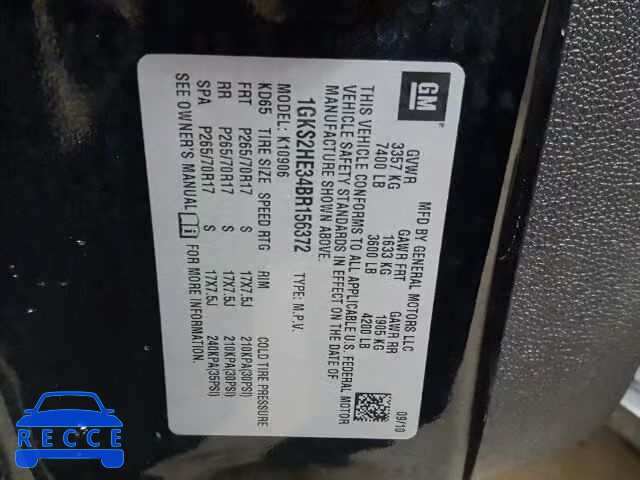 GM
MFD BY GENERAL MOTORS LLC
09/10
GVWR GAWR FRT GAWR RR
3357 KG 1633 KG 1905 KG
7400 LB 3600 LB 4200 LB
THIS VEHICLE CONFORMS TO ALL APPLICABLE U.S. FEDERAL MOTOR
VEHICLE SAFETY STANDARDS IN EFFECT ON THE DATE OF
MANUFACTURE SHOWN ABOVE.
1GKS2HE34BR156372 TYPE: M.P.V.
MODEL: K10906
KD65 TIRE SIZE SPEED RTG RIM COLD TIRE PRESSURE
FRT P265/70R17 S 17X7.5J 210KPA(30PSI)
RR P265/70R17 S 17X7.5J 210KPA(30PSI)
SPA P265/70R17 S 17X7.5J 240KPA(35PSI)
SEE OWNER'S MANUAL FOR MORE INFORMATION.
RECCE